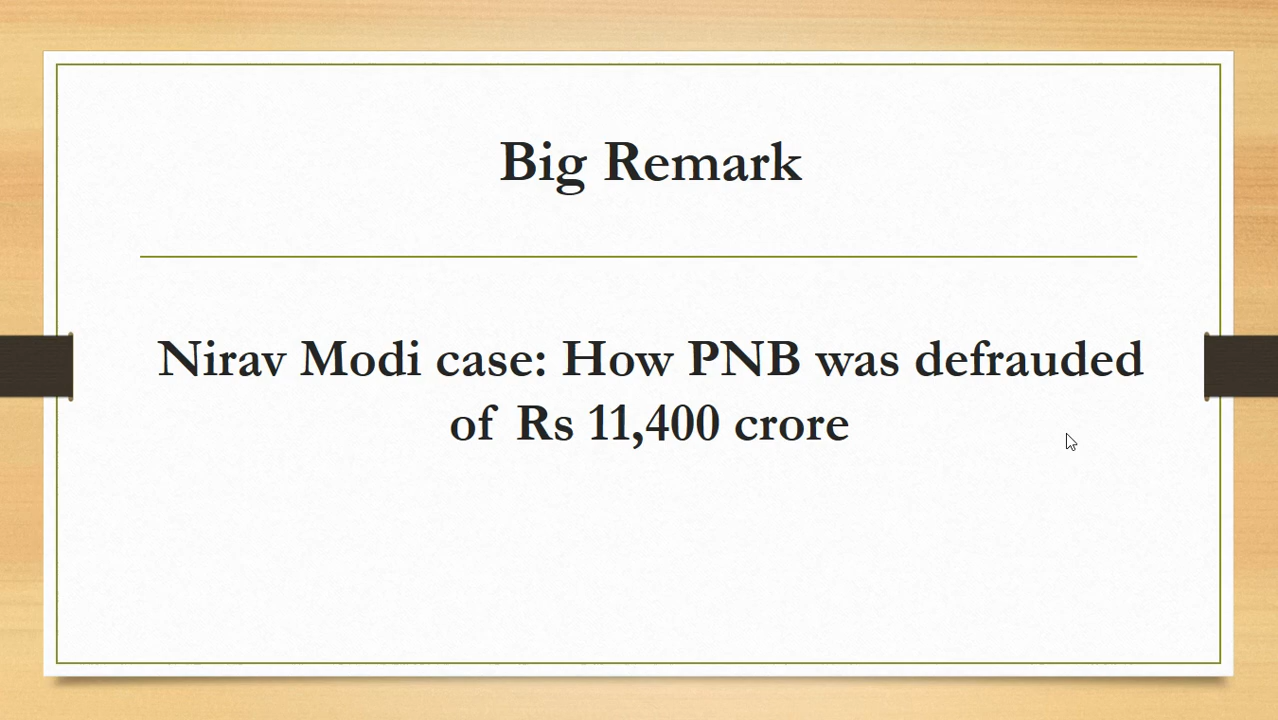 Big Remark
Nirav Modi case: How PNB was defrauded
of Rs 11,400 crore